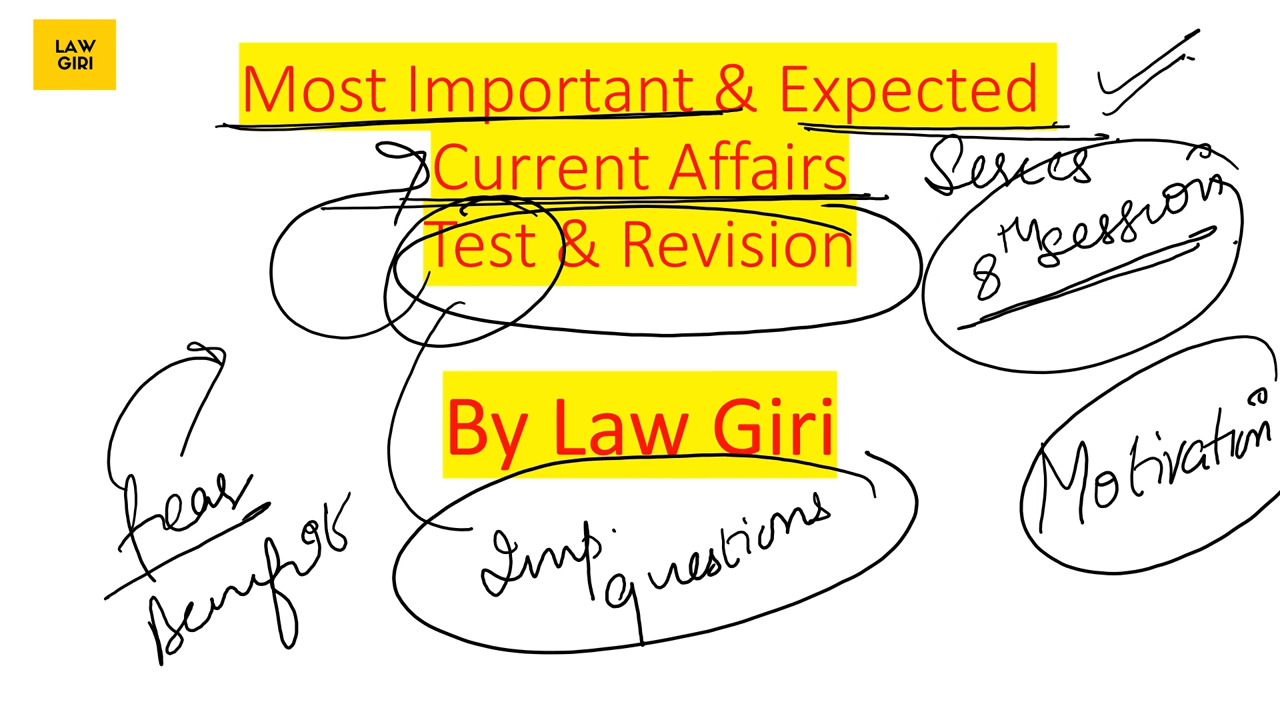 LAW
GIRI
Most Important & Expected
Current Affairs
Series
Test & Revision
8th session
By Law Giri
Motivation
fear
Benefit
Imp.
questions